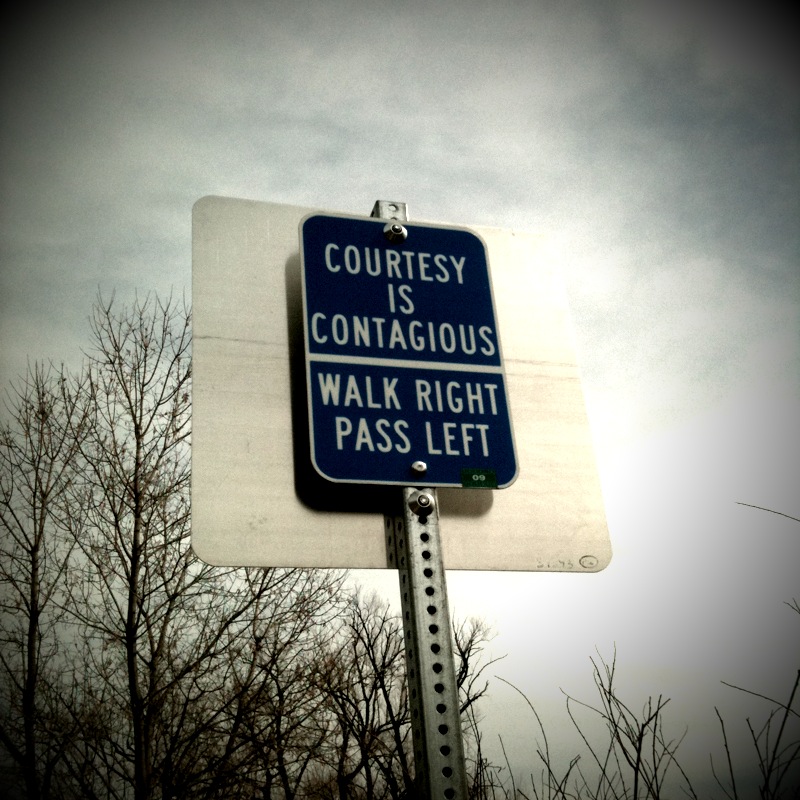 COURTESY
IS
CONTAGIOUS
WALK RIGHT
PASS LEFT
09